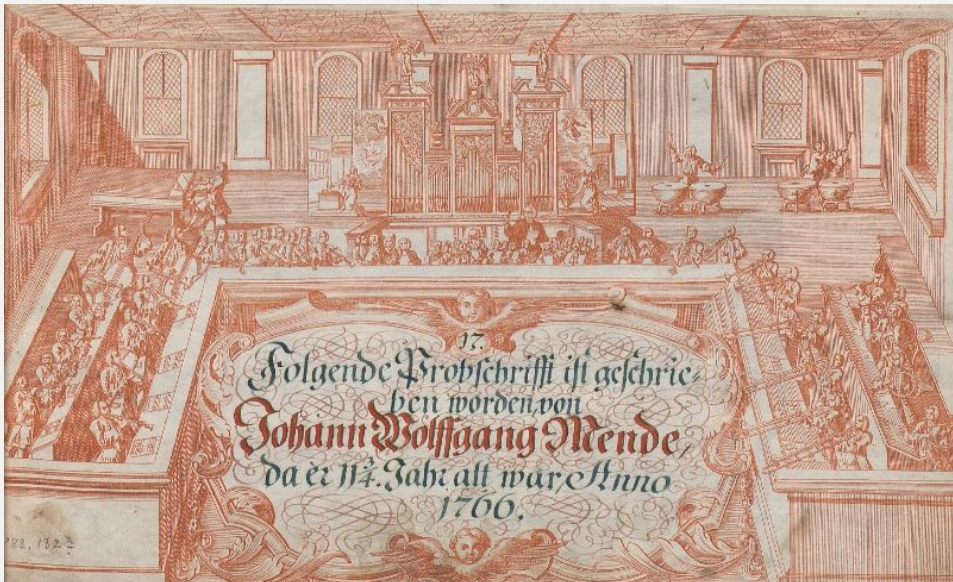 17.
Folgende Probschrifft ist geschrie=
ben worden, von
Johann Wolffgang Mende,
da er 11¾. Jahr alt war, Anno
1766.